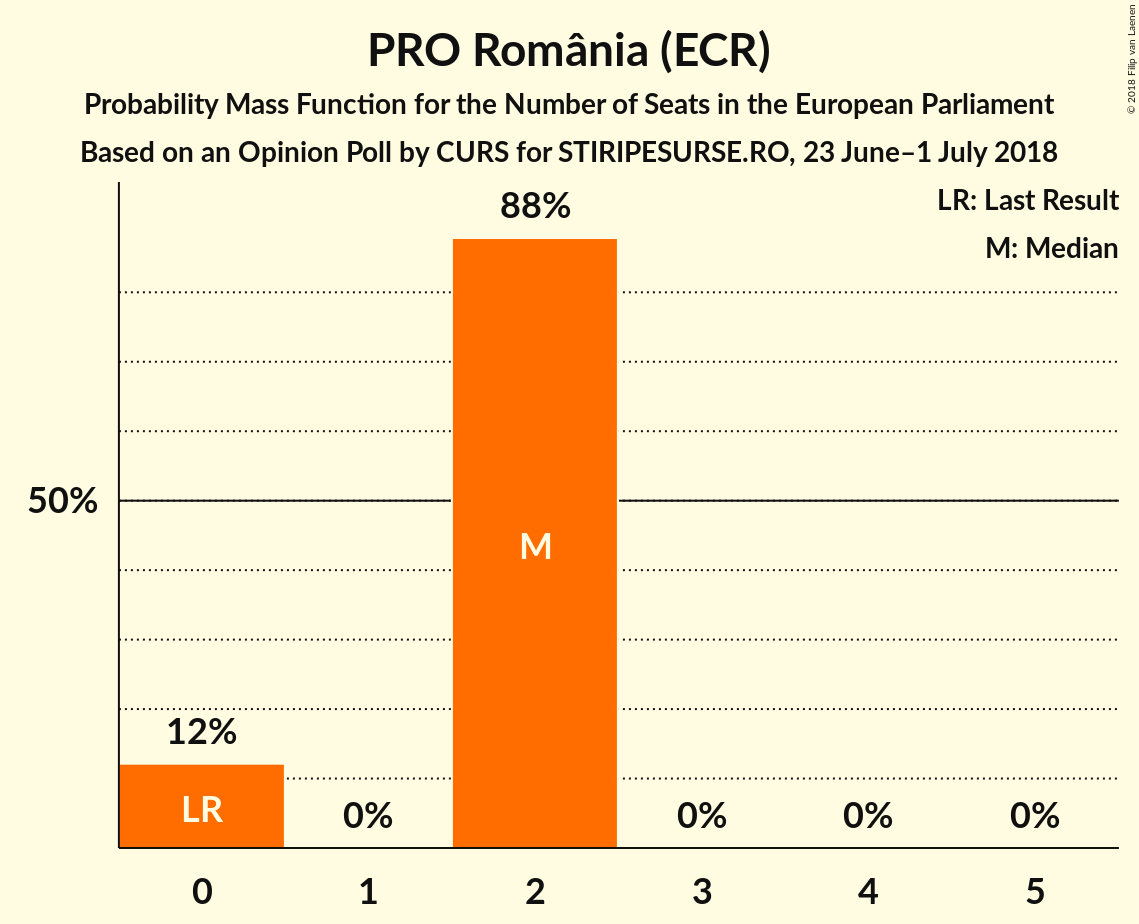 PRO România (ECR)
Probability Mass Function for the Number of Seats in the European Parliament
Based on an Opinion Poll by CURS for STIRIPESURSE.RO, 23 June–1 July 2018
© 2018 Filip van Laenen
LR: Last Result
M: Median
88%
50%
M
12%
LR
0%
0%
0%
0%
0 1 2 3 4 5